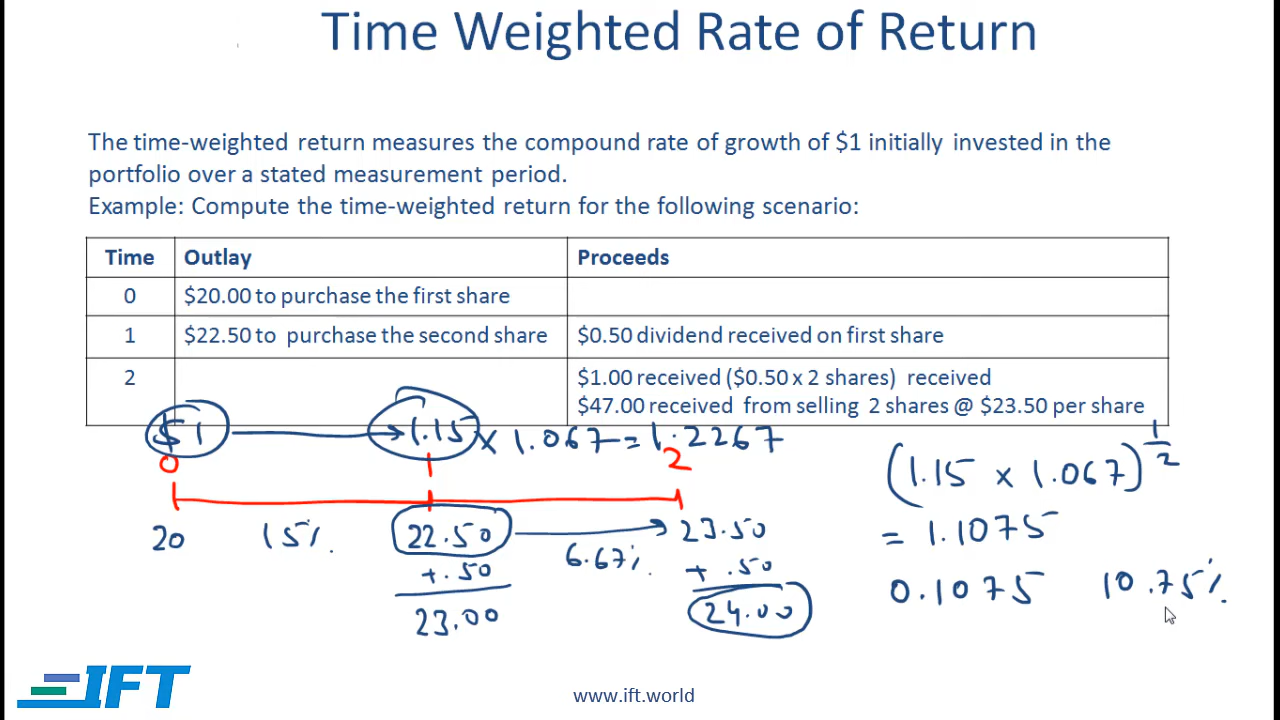 Time Weighted Rate of Return
The time-weighted return measures the compound rate of growth of $1 initially invested in the
portfolio over a stated measurement period.
Example: Compute the time-weighted return for the following scenario:
Time Outlay Proceeds
0 $20.00 to purchase the first share
1 $22.50 to purchase the second share $0.50 dividend received on first share
2 $1.00 received ($0.50 x 2 shares) received
$47.00 received from selling 2 shares @ $23.50 per share
$1 1.15 x 1.067 = 1.2267
0 1 2
20 15% 22.50 6.67% 23.50
+ .50 + .50
23.00 24.00
(1.15 x 1.067)^1/2
= 1.1075
0.1075 10.75%
IFT
www.ift.world